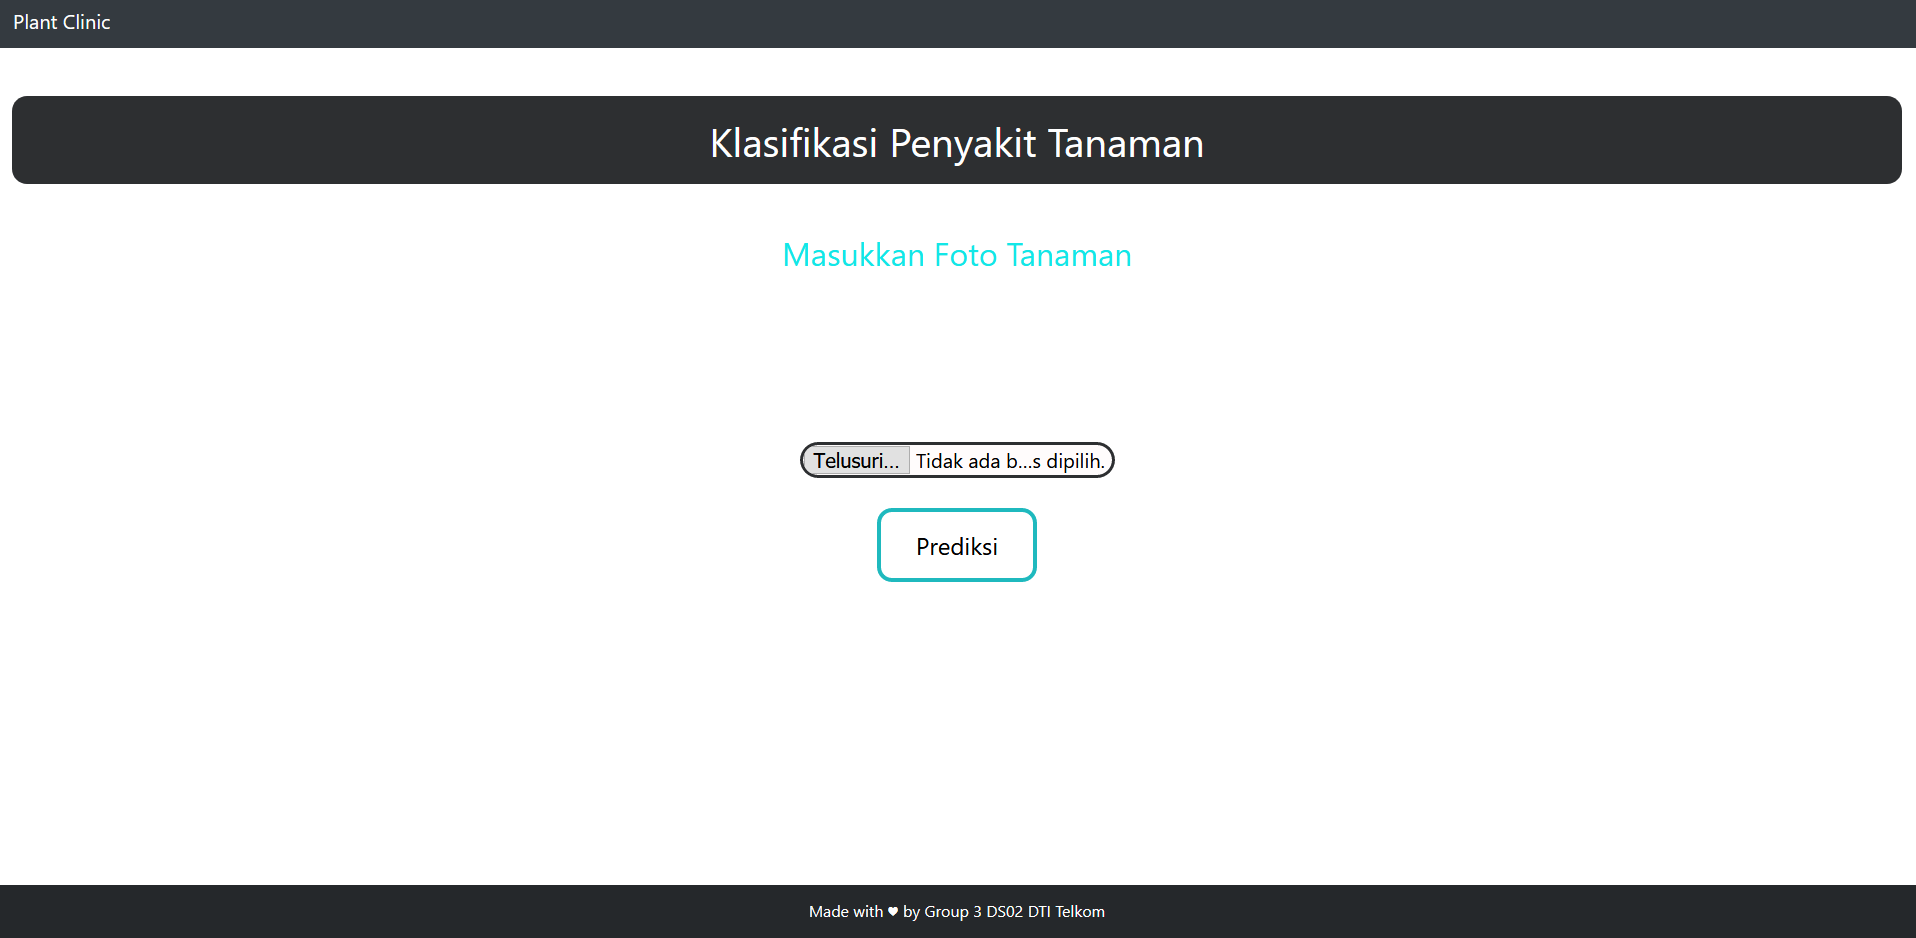 Plant Clinic
Klasifikasi Penyakit Tanaman
Masukkan Foto Tanaman
Telusuri... Tidak ada b...s dipilih.
Prediksi
Made with ♥ by Group 3 DS02 DTI Telkom